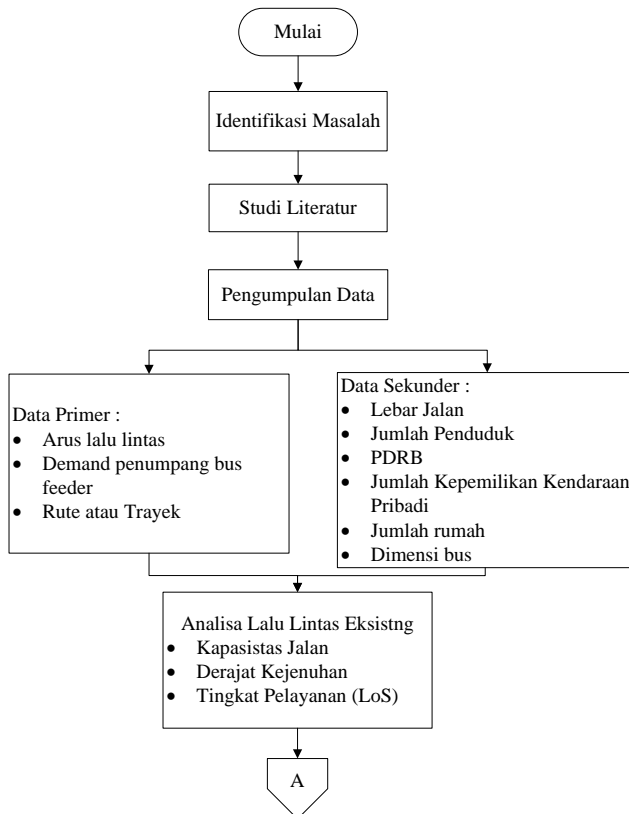 Mulai
Identifikasi Masalah
Studi Literatur
Pengumpulan Data
Data Primer :
• Arus lalu lintas
• Demand penumpang bus
feeder
• Rute atau Trayek
Data Sekunder :
• Lebar Jalan
• Jumlah Penduduk
• PDRB
• Jumlah Kepemilikan Kendaraan
Pribadi
• Jumlah rumah
• Dimensi bus
Analisa Lalu Lintas Eksistng
• Kapasistas Jalan
• Derajat Kejenuhan
• Tingkat Pelayanan (LoS)
A